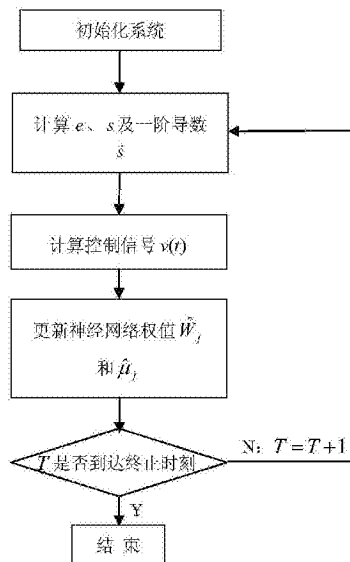 初始化系统
计算 e、s 及一阶导数
ṡ
计算控制信号 v(t)
更新神经网络权值 Ŵ_j
和 μ̂_j
T 是否到达终止时刻
N：T=T+1
Y
结 束